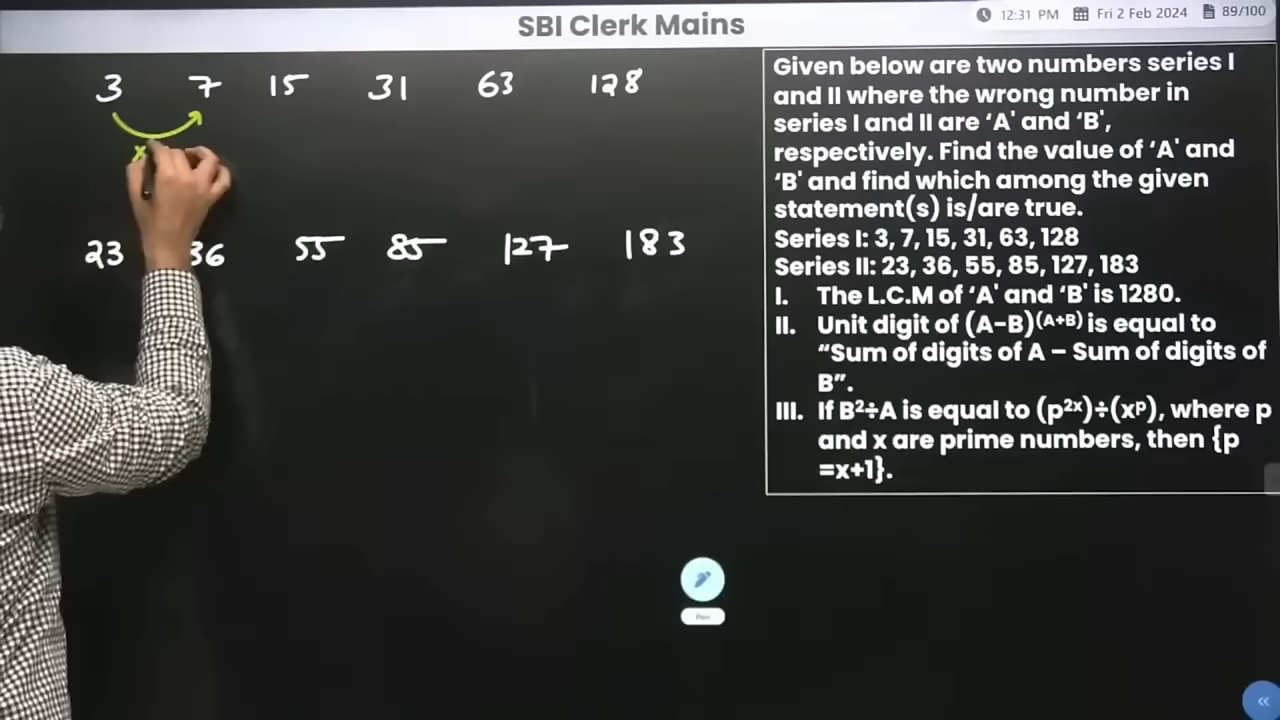 SBI Clerk Mains
12:31 PM Fri 2 Feb 2024 89/100
3 7 15 31 63 128
x
23 36 55 85 127 183
Given below are two numbers series I
and II where the wrong number in
series I and II are ‘A' and ‘B',
respectively. Find the value of ‘A' and
‘B' and find which among the given
statement(s) is/are true.
Series I: 3, 7, 15, 31, 63, 128
Series II: 23, 36, 55, 85, 127, 183
I. The L.C.M of ‘A' and ‘B' is 1280.
II. Unit digit of (A-B)⁽ᴬ⁺ᴮ⁾ is equal to
“Sum of digits of A – Sum of digits of
B”.
III. If B²÷A is equal to (p²ˣ)÷(xᵖ), where p
and x are prime numbers, then {p
=x+1}.
Pen
«